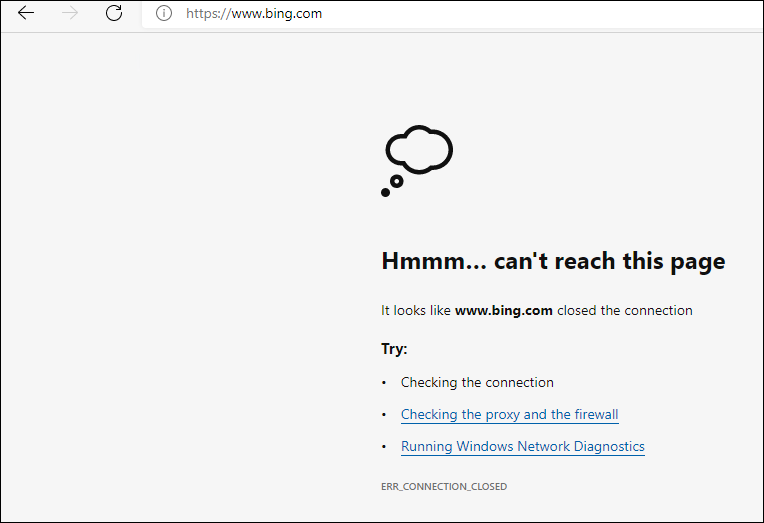 https://www.bing.com
Hmmm... can't reach this page
It looks like www.bing.com closed the connection
Try:
• Checking the connection
• Checking the proxy and the firewall
• Running Windows Network Diagnostics
ERR_CONNECTION_CLOSED